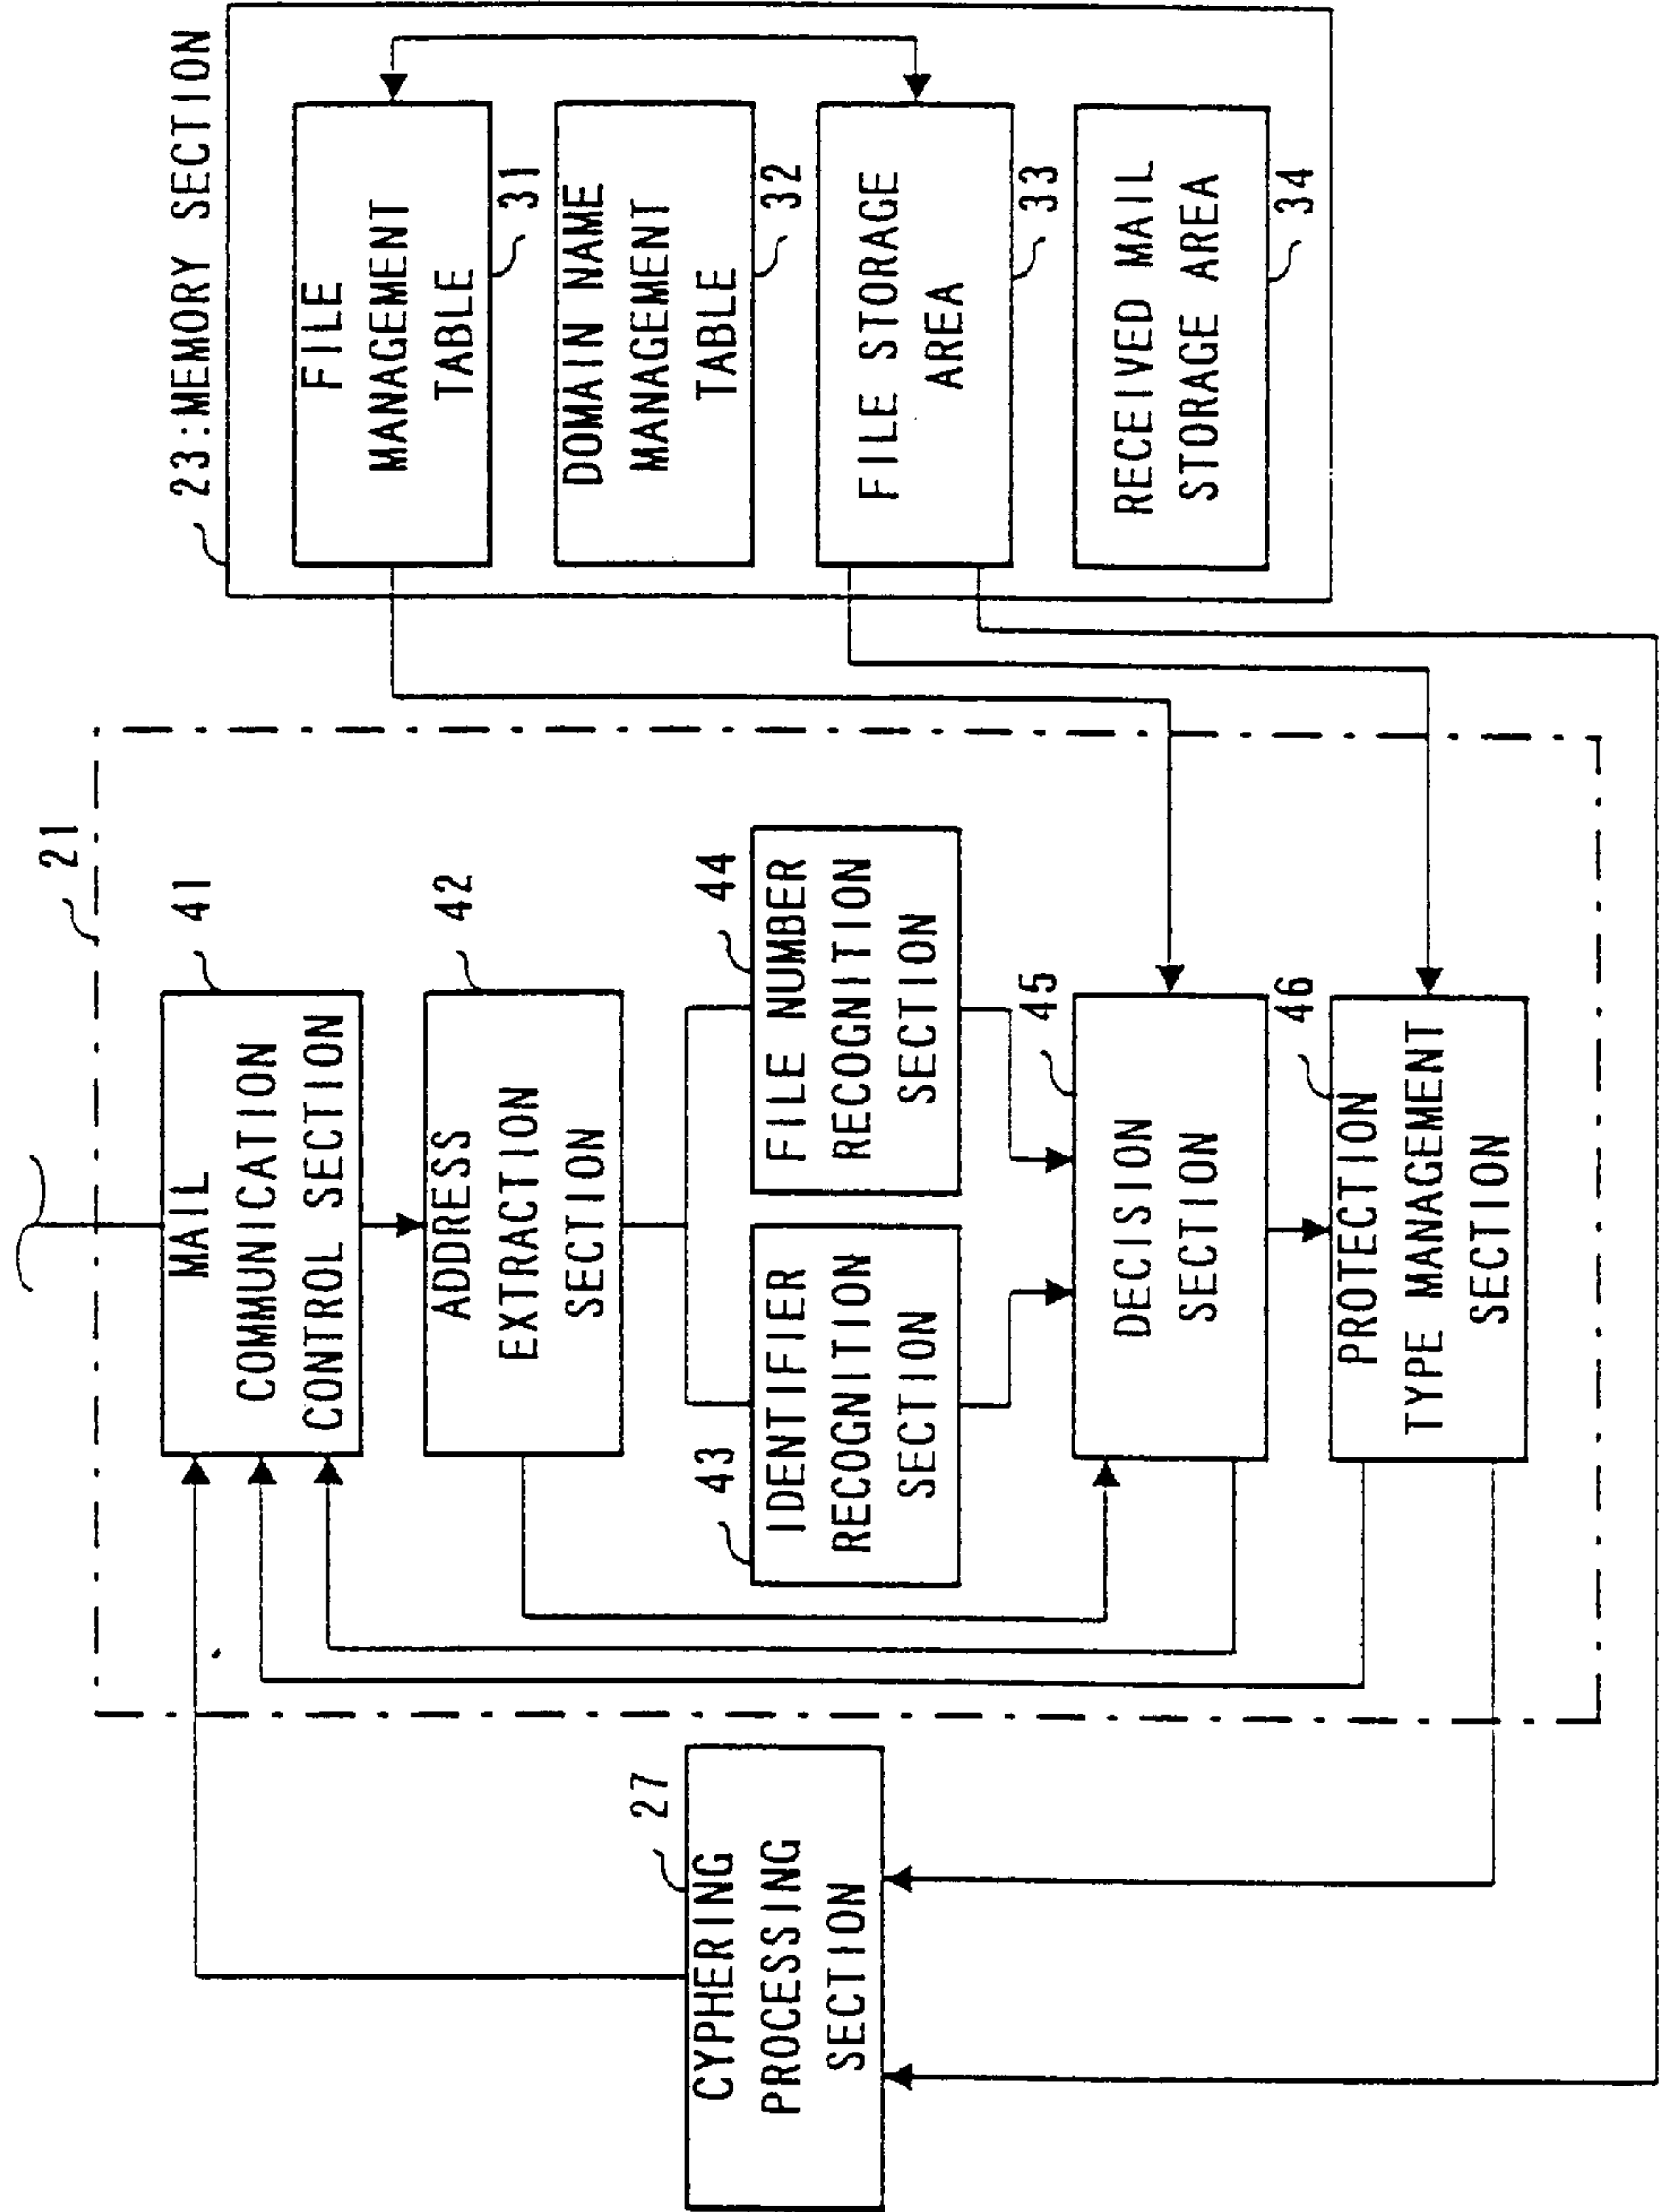 23:MEMORY SECTION
FILE
MANAGEMENT
TABLE
31
DOMAIN NAME
MANAGEMENT
TABLE
32
FILE STORAGE
AREA
33
RECEIVED MAIL
STORAGE AREA
34
21
MAIL
COMMUNICATION
CONTROL SECTION
41
ADDRESS
EXTRACTION
SECTION
42
IDENTIFIER
RECOGNITION
SECTION
43
FILE NUMBER
RECOGNITION
SECTION
44
DECISION
SECTION
45
PROTECTION
TYPE MANAGEMENT
SECTION
46
CYPHERING
PROCESSING
SECTION
27